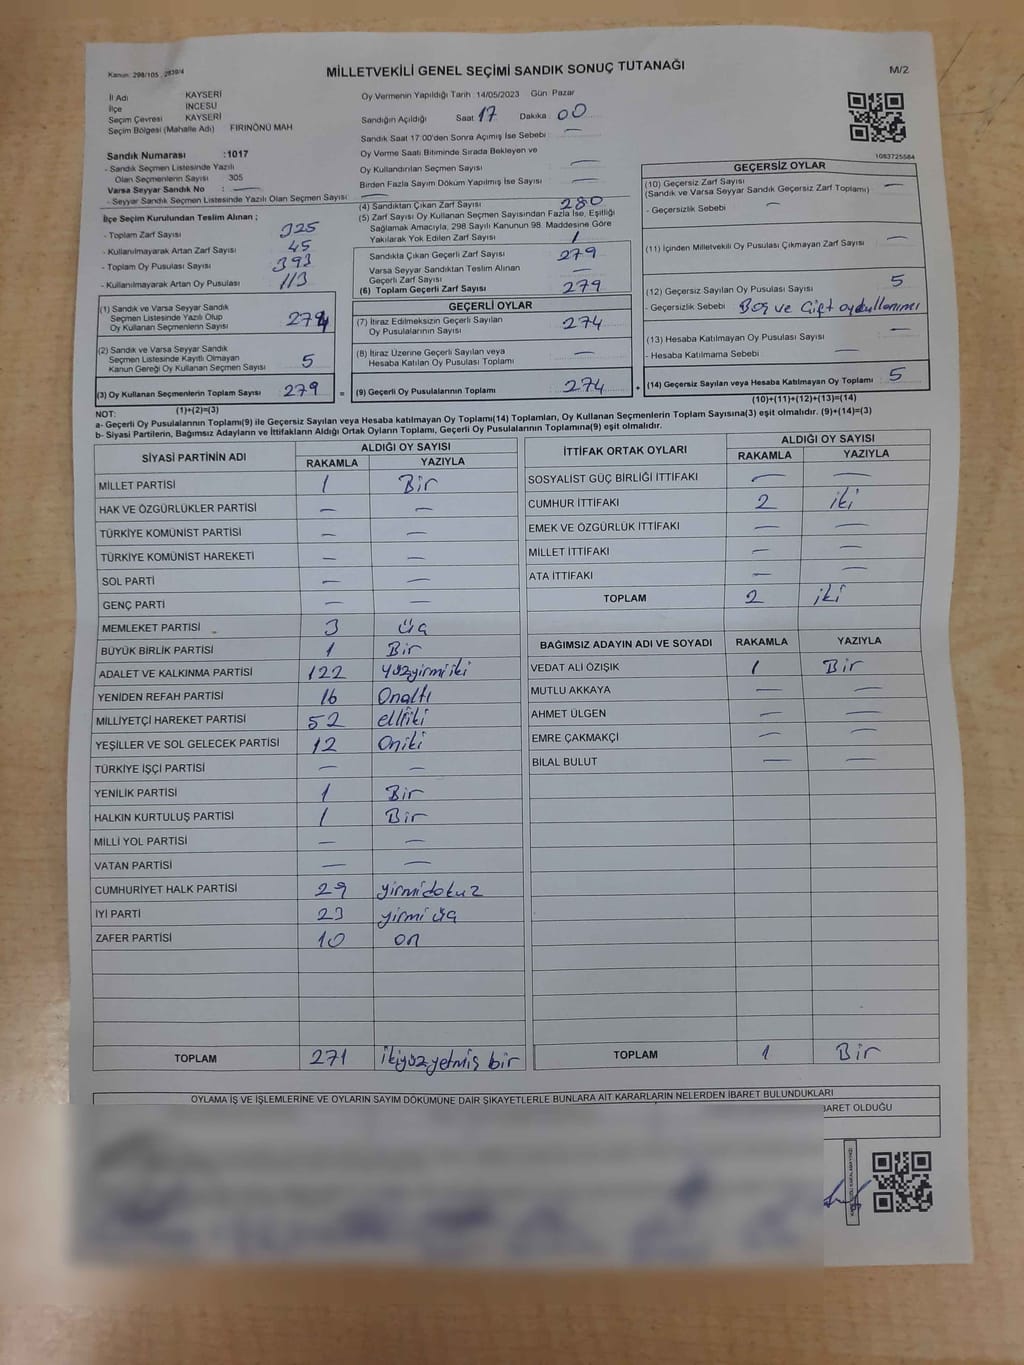 Kanun: 298/105, 2839/4
MİLLETVEKİLİ GENEL SEÇİMİ SANDIK SONUÇ TUTANAĞI
M/2
İl Adı KAYSERİ
İlçe İNCESU
Seçim Çevresi KAYSERİ
Seçim Bölgesi (Mahalle Adı) FIRINÖNÜ MAH
Sandık Numarası :1017
- Sandık Seçmen Listesinde Yazılı
Olan Seçmenlerin Sayısı 305
Varsa Seyyar Sandık No : —
- Seyyar Sandık Seçmen Listesinde Yazılı Olan Seçmen Sayısı: —
Oy Vermenin Yapıldığı Tarih :14/05/2023 Gün: Pazar
Sandığın Açıldığı Saat 17 Dakika: 00
Sandık Saat 17:00'den Sonra Açımış İse Sebebi : —
Oy Verme Saati Bitiminde Sırada Bekleyen ve
Oy Kullandırılan Seçmen Sayısı —
Birden Fazla Sayım Döküm Yapılmış İse Sayısı —
1083725584
İlçe Seçim Kurulundan Teslim Alınan ;
- Toplam Zarf Sayısı 325
- Kullanılmayarak Artan Zarf Sayısı 45
- Toplam Oy Pusulası Sayısı 393
- Kullanılmayarak Artan Oy Pusulası 113
(1) Sandık ve Varsa Seyyar Sandık
Seçmen Listesinde Yazılı Olup
Oy Kullanan Seçmenlerin Sayısı 274
(2) Sandık ve Varsa Seyyar Sandık
Seçmen Listesinde Kayıtlı Olmayan
Kanun Gereği Oy Kullanan Seçmen Sayısı 5
(3) Oy Kullanan Seçmenlerin Toplam Sayısı 279 =
(1)+(2)=(3)
(4) Sandıktan Çıkan Zarf Sayısı 280
(5) Zarf Sayısı Oy Kullanan Seçmen Sayısından Fazla İse, Eşitliği
Sağlamak Amacıyla, 298 Sayılı Kanunun 98. Maddesine Göre
Yakılarak Yok Edilen Zarf Sayısı 1
Sandıkta Çıkan Geçerli Zarf Sayısı 279
Varsa Seyyar Sandıktan Teslim Alınan
Geçerli Zarf Sayısı —
(6) Toplam Geçerli Zarf Sayısı 279
GEÇERLİ OYLAR
(7) İtiraz Edilmeksizin Geçerli Sayılan
Oy Pusulalarının Sayısı 274
(8) İtiraz Üzerine Geçerli Sayılan veya
Hesaba Katılan Oy Pusulası Toplamı —
(9) Geçerli Oy Pusulalarının Toplamı 274 +
GEÇERSİZ OYLAR
(10) Geçersiz Zarf Sayısı —
(Sandık ve Varsa Seyyar Sandık Geçersiz Zarf Toplamı)
- Geçersizlik Sebebi —
(11) İçinden Milletvekili Oy Pusulası Çıkmayan Zarf Sayısı —
(12) Geçersiz Sayılan Oy Pusulası Sayısı 5
- Geçersizlik Sebebi Boş ve Çift oy kullanımı
(13) Hesaba Katılmayan Oy Pusulası Sayısı —
- Hesaba Katılmama Sebebi —
(14) Geçersiz Sayılan veya Hesaba Katılmayan Oy Toplamı 5
(10)+(11)+(12)+(13)=(14)
NOT:
a- Geçerli Oy Pusulalarının Toplamı(9) ile Geçersiz Sayılan veya Hesaba katılmayan Oy Toplamı(14) Toplamları, Oy Kullanan Seçmenlerin Toplam Sayısına(3) eşit olmalıdır. (9)+(14)=(3)
b- Siyasi Partilerin, Bağımsız Adayların ve İttifakların Aldığı Ortak Oyların Toplamı, Geçerli Oy Pusulalarının Toplamına(9) eşit olmalıdır.
SİYASİ PARTİNİN ADI ALDIĞI OY SAYISI
RAKAMLA YAZIYLA
MİLLET PARTİSİ 1 Bir
HAK VE ÖZGÜRLÜKLER PARTİSİ — —
TÜRKİYE KOMÜNİST PARTİSİ — —
TÜRKİYE KOMÜNİST HAREKETİ — —
SOL PARTİ — —
GENÇ PARTİ — —
MEMLEKET PARTİSİ 3 üç
BÜYÜK BİRLİK PARTİSİ 1 Bir
ADALET VE KALKINMA PARTİSİ 122 yüzyirmiiki
YENİDEN REFAH PARTİSİ 16 Onaltı
MİLLİYETÇİ HAREKET PARTİSİ 52 elliiki
YEŞİLLER VE SOL GELECEK PARTİSİ 12 Oniki
TÜRKİYE İŞÇİ PARTİSİ — —
YENİLİK PARTİSİ 1 Bir
HALKIN KURTULUŞ PARTİSİ 1 Bir
MİLLİ YOL PARTİSİ — —
VATAN PARTİSİ — —
CUMHURİYET HALK PARTİSİ 29 yirmidokuz
İYİ PARTİ 23 yirmi üç
ZAFER PARTİSİ 10 on
TOPLAM 271 ikiyüzyetmiş bir
İTTİFAK ORTAK OYLARI ALDIĞI OY SAYISI
RAKAMLA YAZIYLA
SOSYALİST GÜÇ BİRLİĞİ İTTİFAKI — —
CUMHUR İTTİFAKI 2 iki
EMEK VE ÖZGÜRLÜK İTTİFAKI — —
MİLLET İTTİFAKI — —
ATA İTTİFAKI — —
TOPLAM 2 iki
BAĞIMSIZ ADAYIN ADI VE SOYADI RAKAMLA YAZIYLA
VEDAT ALİ ÖZIŞIK 1 Bir
MUTLU AKKAYA — —
AHMET ÜLGEN — —
EMRE ÇAKMAKÇI — —
BİLAL BULUT — —
TOPLAM 1 Bir
OYLAMA İŞ VE İŞLEMLERİNE VE OYLARIN SAYIM DÖKÜMÜNE DAİR ŞİKAYETLERLE BUNLARA AİT KARARLARIN NELERDEN İBARET BULUNDUKLARI
BARET OLDUĞU